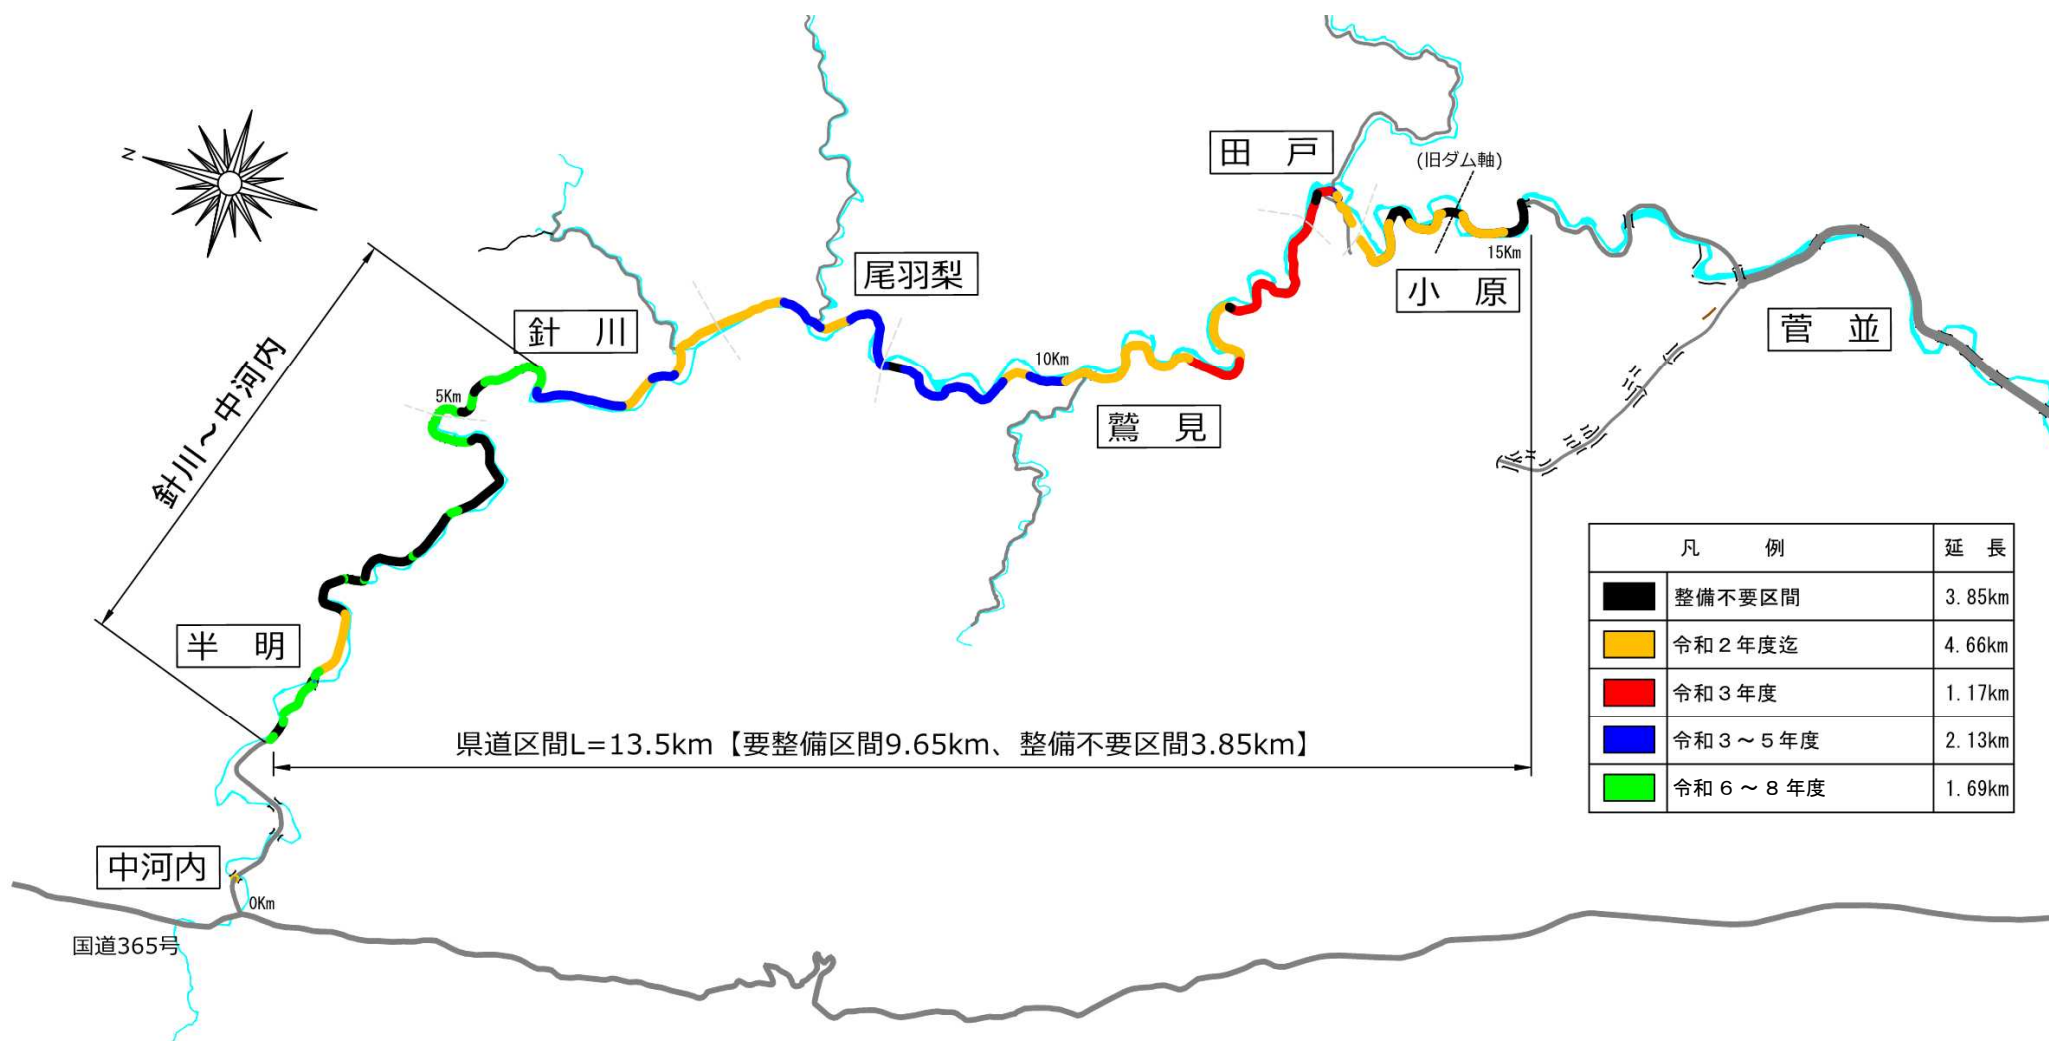 N
田　戸
(旧ダム軸)
15Km
小　原
菅　並
尾羽梨
針　川
10Km
鷲　見
5Km
針川～中河内
半　明
県道区間L=13.5km【要整備区間9.65km、整備不要区間3.85km】
中河内
0Km
国道365号
凡　例　延　長
整備不要区間　3.85km
令和２年度迄　4.66km
令和３年度　1.17km
令和３～５年度　2.13km
令和６～８年度　1.69km